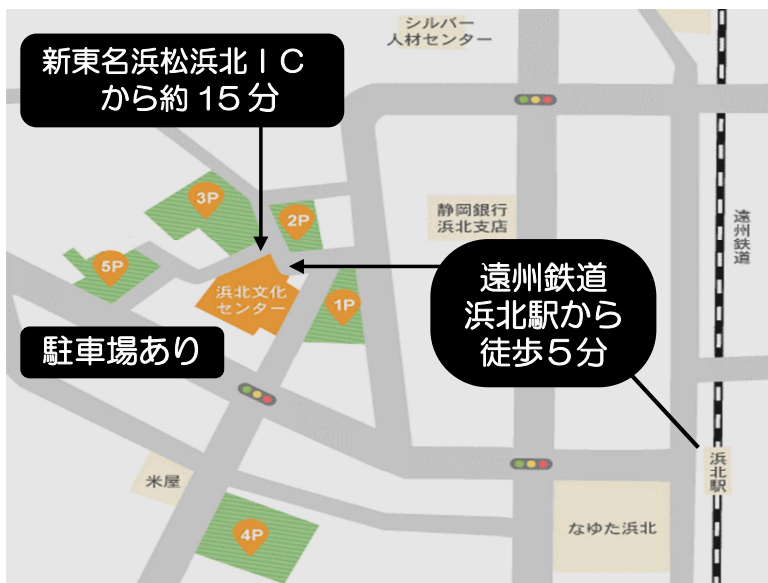 シルバー
人材センター
新東名浜松浜北IC
から約15分
3P
2P
静岡銀行
浜北支店
遠州鉄道
5P
浜北文化
センター
1P
遠州鉄道
浜北駅から
徒歩5分
駐車場あり
浜北駅
米屋
4P
なゆた浜北